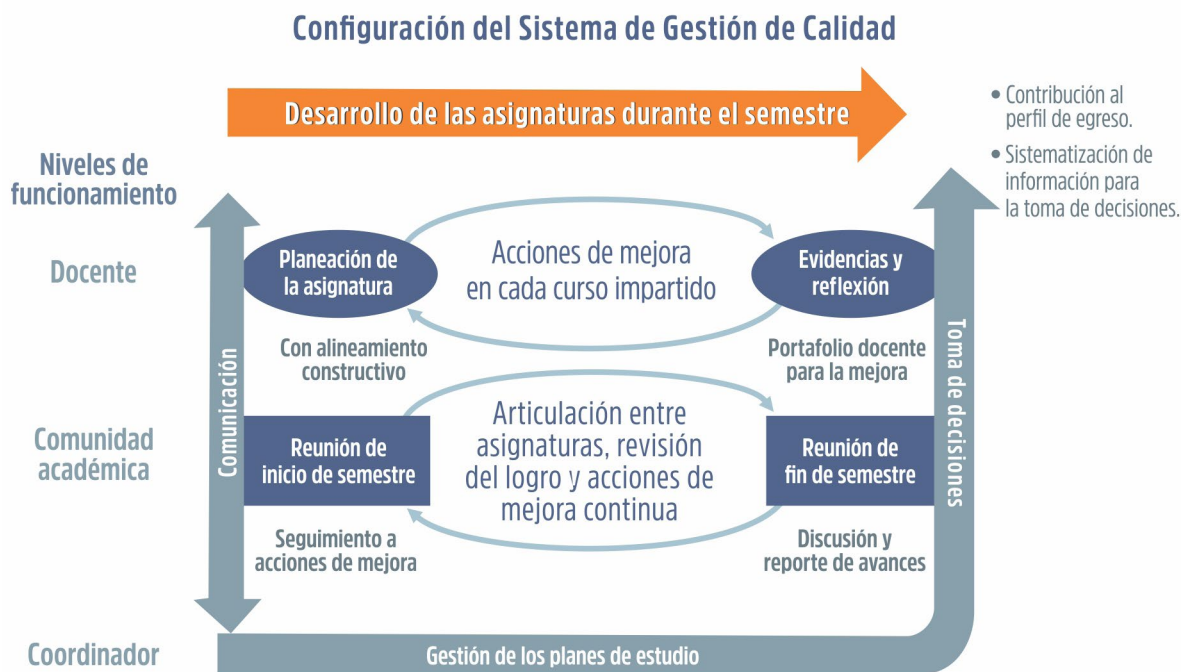 Configuración del Sistema de Gestión de Calidad
Desarrollo de las asignaturas durante el semestre
• Contribución al
perfil de egreso.
• Sistematización de
información para
la toma de decisiones.
Niveles de
funcionamiento
Docente
Planeación de
la asignatura
Acciones de mejora
en cada curso impartido
Evidencias y
reflexión
Con alineamiento
constructivo
Portafolio docente
para la mejora
Comunicación
Toma de decisiones
Comunidad
académica
Reunión de
inicio de semestre
Articulación entre
asignaturas, revisión
del logro y acciones de
mejora continua
Reunión de
fin de semestre
Seguimiento a
acciones de mejora
Discusión y
reporte de avances
Coordinador
Gestión de los planes de estudio